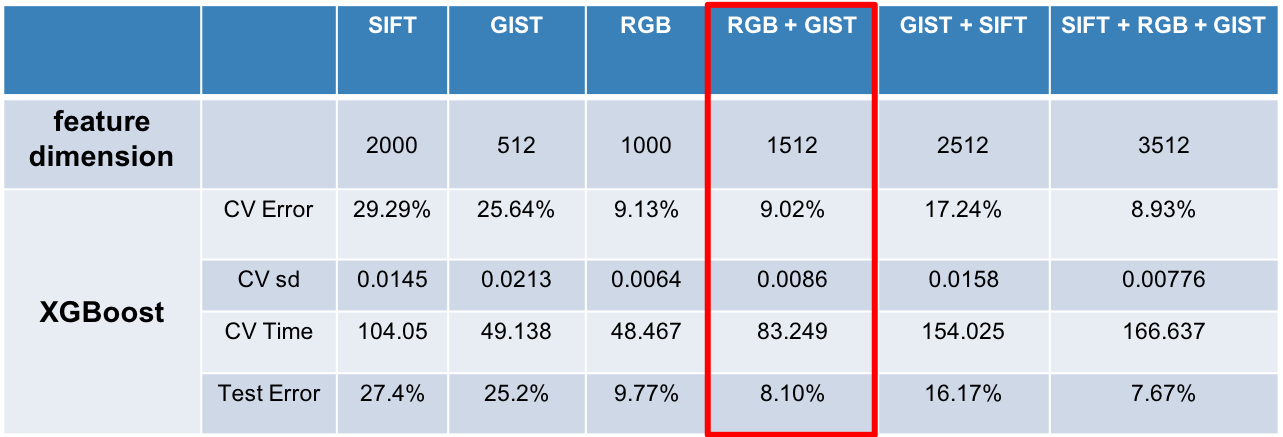 SIFT GIST RGB RGB + GIST GIST + SIFT SIFT + RGB + GIST
feature
dimension
2000 512 1000 1512 2512 3512
XGBoost
CV Error 29.29% 25.64% 9.13% 9.02% 17.24% 8.93%
CV sd 0.0145 0.0213 0.0064 0.0086 0.0158 0.00776
CV Time 104.05 49.138 48.467 83.249 154.025 166.637
Test Error 27.4% 25.2% 9.77% 8.10% 16.17% 7.67%